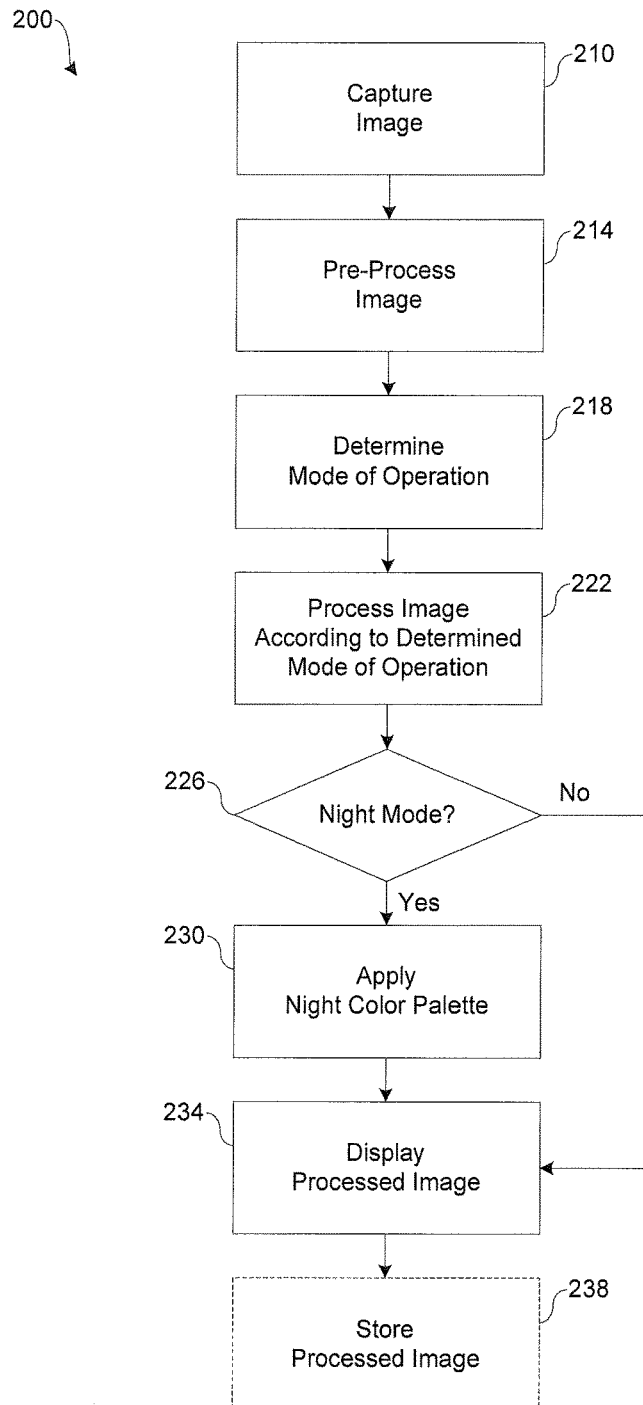 200
210
Capture
Image
214
Pre-Process
Image
218
Determine
Mode of Operation
222
Process Image
According to Determined
Mode of Operation
226
Night Mode?
No
Yes
230
Apply
Night Color Palette
234
Display
Processed Image
238
Store
Processed Image